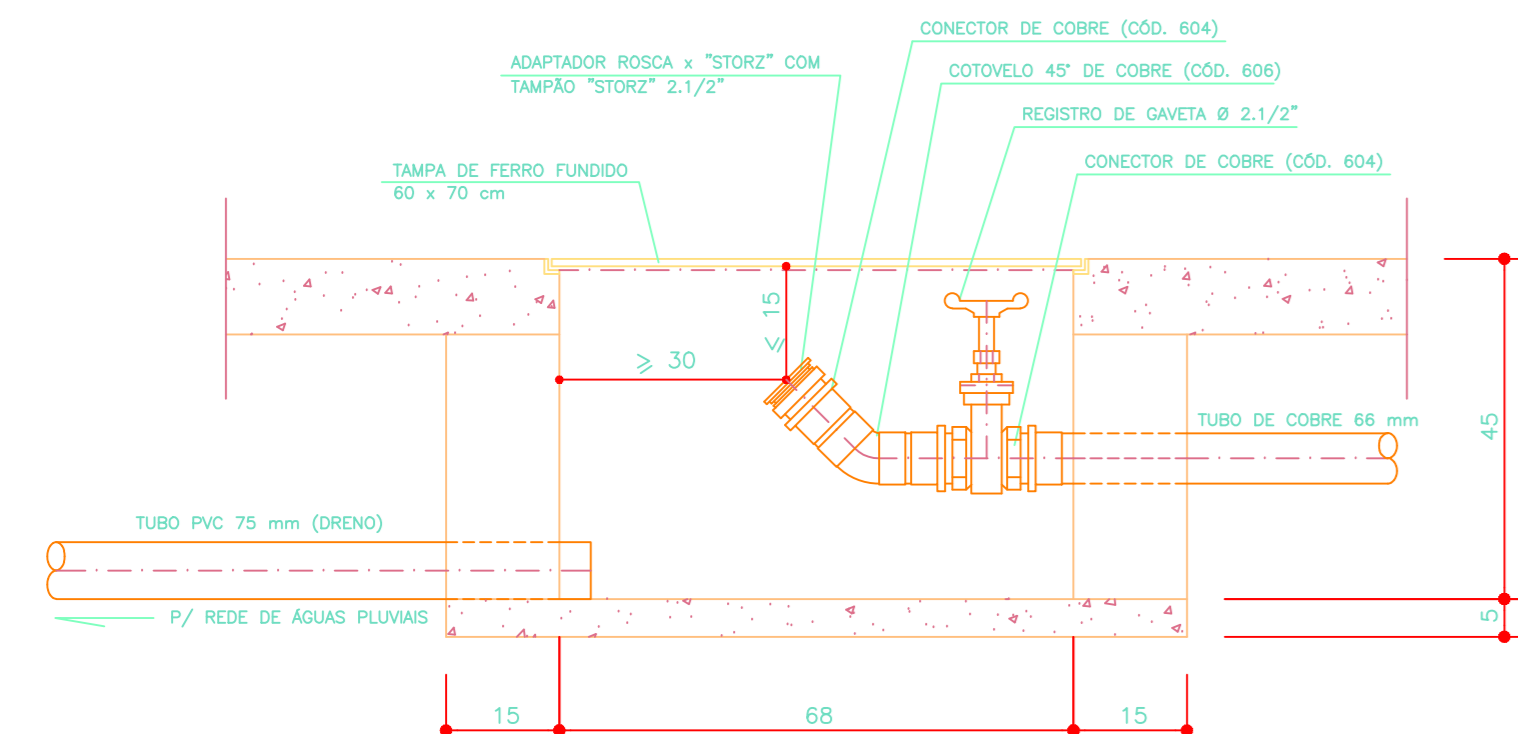 CONECTOR DE COBRE (CÓD. 604)
ADAPTADOR ROSCA x "STORZ" COM
TAMPÃO "STORZ" 2.1/2"
COTOVELO 45° DE COBRE (CÓD. 606)
REGISTRO DE GAVETA Ø 2.1/2"
CONECTOR DE COBRE (CÓD. 604)
TAMPA DE FERRO FUNDIDO
60 x 70 cm
⩽ 15
⩾ 30
TUBO DE COBRE 66 mm
45
TUBO PVC 75 mm (DRENO)
P/ REDE DE ÁGUAS PLUVIAIS
5
15
68
15